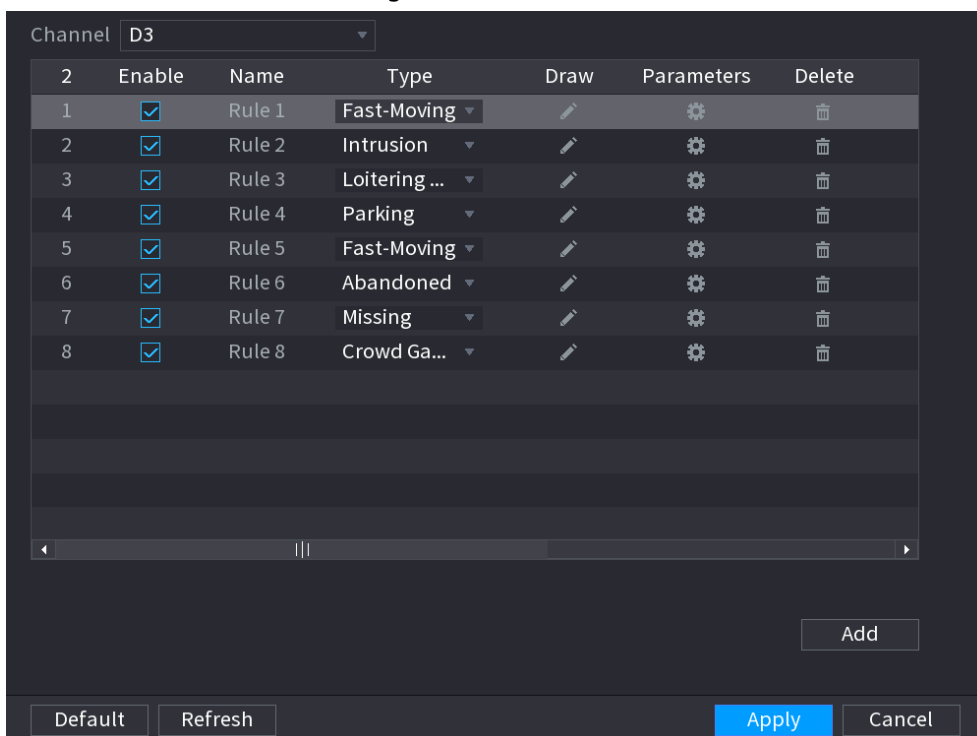 Channel D3
2 Enable Name Type Draw Parameters Delete
1 Rule 1 Fast-Moving
2 Rule 2 Intrusion
3 Rule 3 Loitering ...
4 Rule 4 Parking
5 Rule 5 Fast-Moving
6 Rule 6 Abandoned
7 Rule 7 Missing
8 Rule 8 Crowd Ga...
Add
Default Refresh Apply Cancel